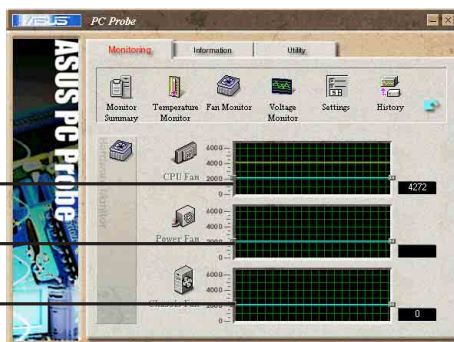 ASUS
PC Probe
ASUS PC Probe
Monitoring
Information
Utility
Monitor
Summary
Temperature
Monitor
Fan Monitor
Voltage
Monitor
Settings
History
Monitor
6000
4000
2000
0
CPU Fan
4272
6000
4000
2000
0
Power Fan
6000
4000
2000
0
Chassis Fan
0